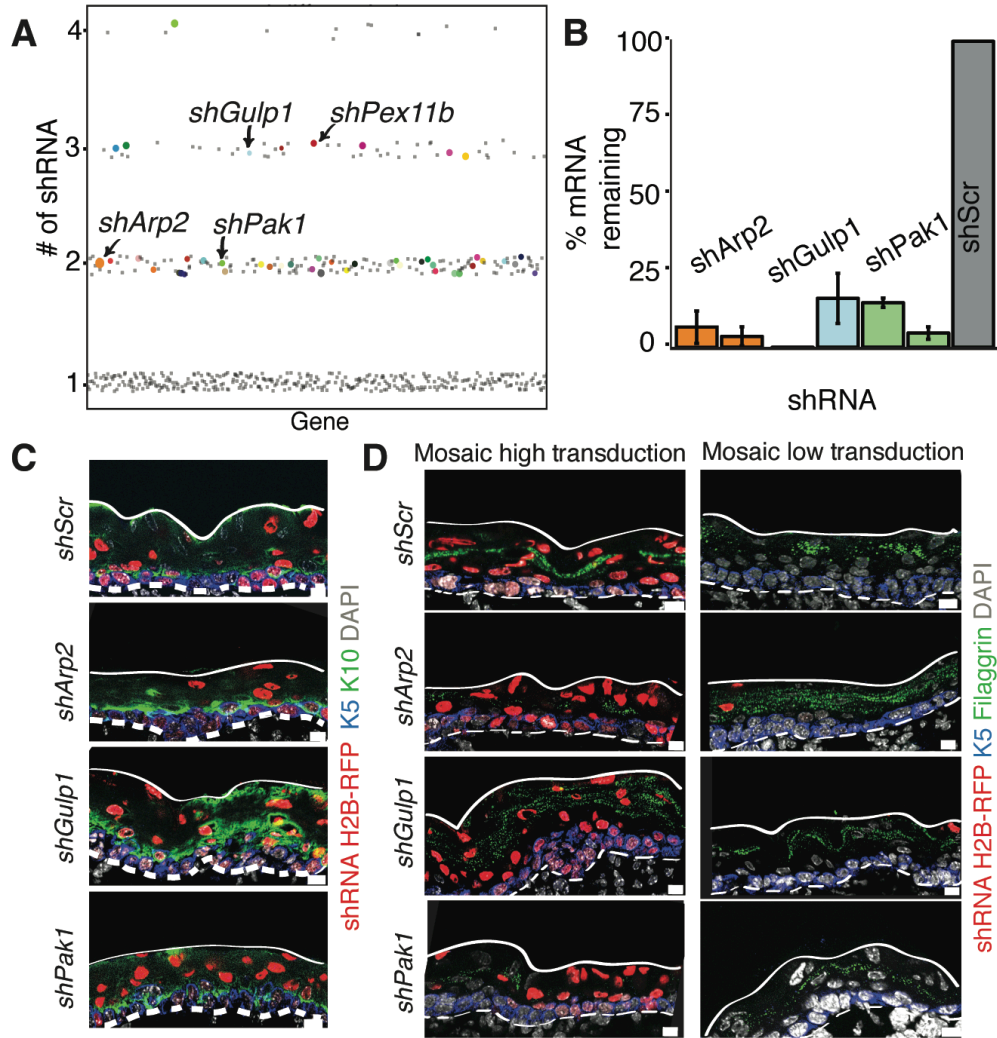 A
# of shRNA
4
3
2
1
shGulp1
shPex11b
shArp2
shPak1
Gene
B
% mRNA
remaining
100
75
50
25
0
shArp2
shGulp1
shPak1
shScr
shRNA
C
shScr
shArp2
shGulp1
shPak1
shRNA H2B-RFP K5 K10 DAPI
D
Mosaic high transduction
Mosaic low transduction
shScr
shArp2
shGulp1
shPak1
shRNA H2B-RFP K5 Filaggrin DAPI